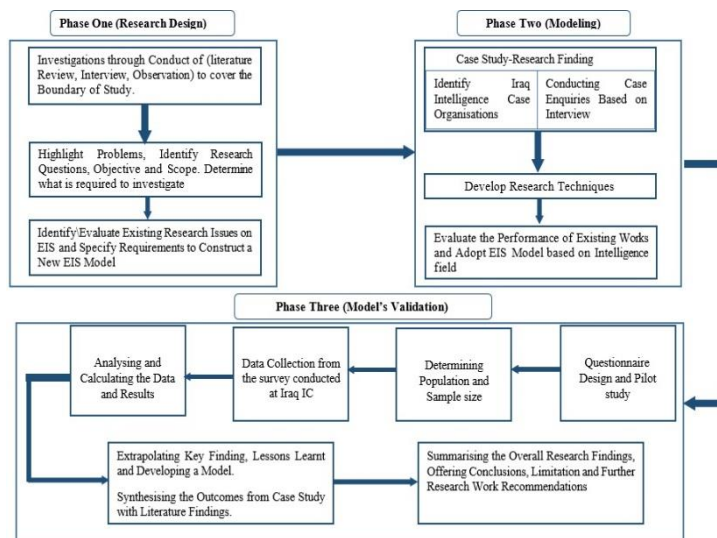 Phase One (Research Design)
Investigations through Conduct of (literature
Review, Interview, Observation) to cover the
Boundary of Study.
Highlight Problems, Identify Research
Questions, Objective and Scope. Determine
what is required to investigate
Identify\Evaluate Existing Research Issues on
EIS and Specify Requirements to Construct a
New EIS Model
Phase Two (Modeling)
Case Study-Research Finding
Identify Iraq
Intelligence Case
Organisations
Conducting Case
Enquiries Based on
Interview
Develop Research Techniques
Evaluate the Performance of Existing Works
and Adopt EIS Model based on Intelligence
field
Phase Three (Model's Validation)
Questionnaire
Design and Pilot
study
Determining
Population and
Sample size
Data Collection from
the survey conducted
at Iraq IC
Analysing and
Calculating the Data
and Results
Extrapolating Key Finding, Lessons Learnt
and Developing a Model.
Synthesising the Outcomes from Case Study
with Literature Findings.
Summarising the Overall Research Findings,
Offering Conclusions, Limitation and Further
Research Work Recommendations